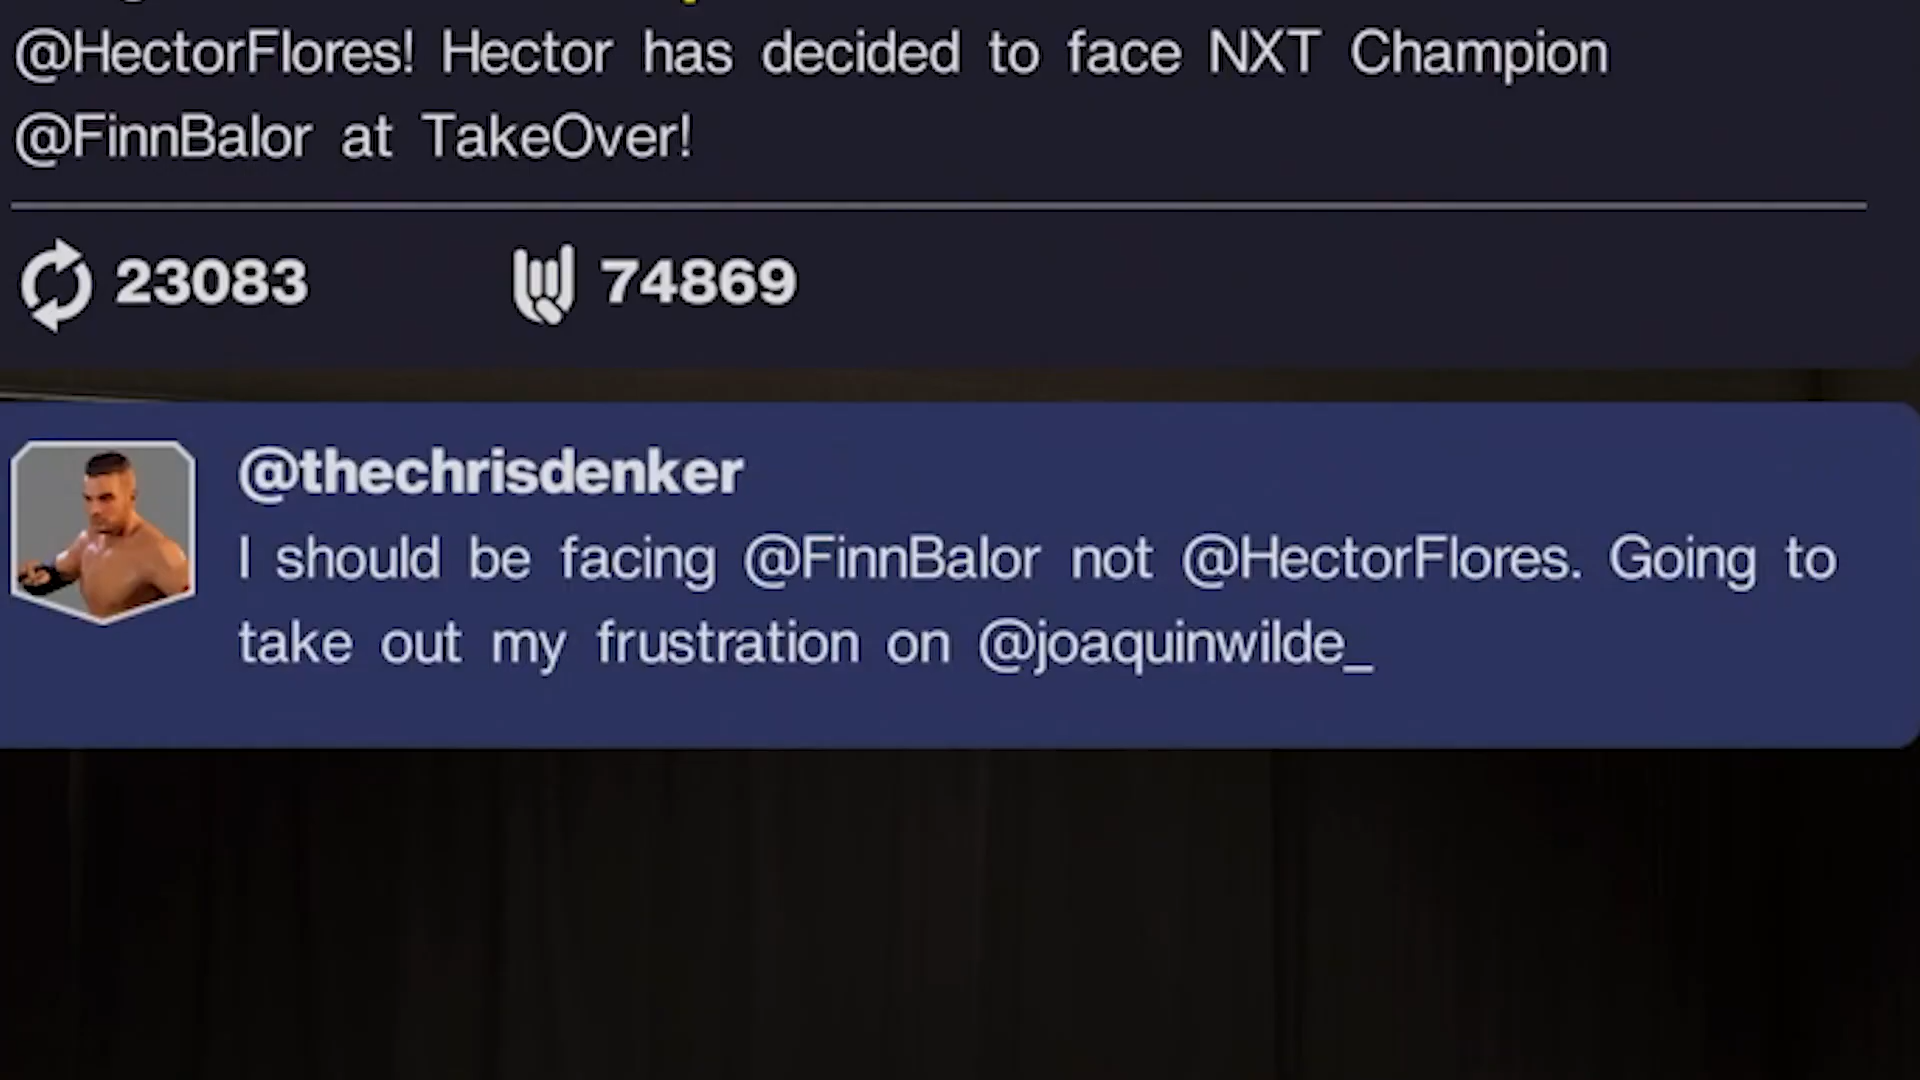 @HectorFlores! Hector has decided to face NXT Champion
@FinnBalor at TakeOver!
23083 74869
@thechrisdenker
I should be facing @FinnBalor not @HectorFlores. Going to
take out my frustration on @joaquinwilde_